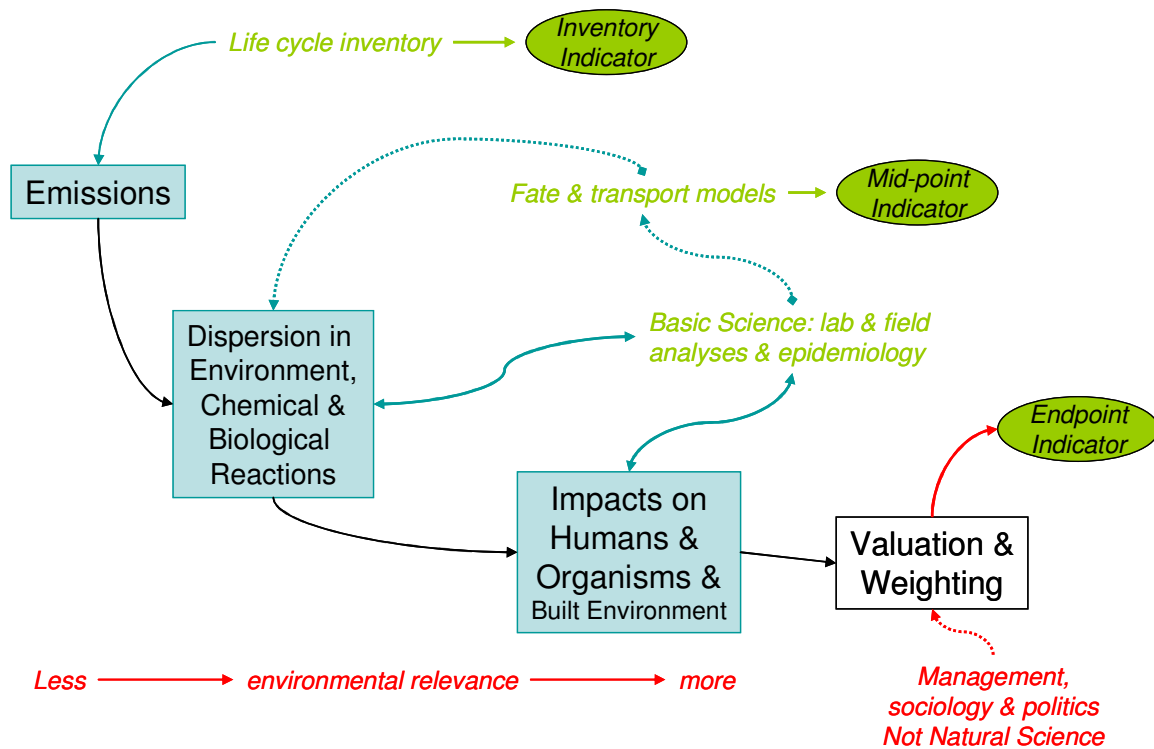 Life cycle inventory
Inventory
Indicator
Emissions
Fate & transport models
Mid-point
Indicator
Dispersion in
Environment,
Chemical &
Biological
Reactions
Basic Science: lab & field
analyses & epidemiology
Endpoint
Indicator
Impacts on
Humans &
Organisms &
Built Environment
Valuation &
Weighting
Less
environmental relevance
more
Management,
sociology & politics
Not Natural Science